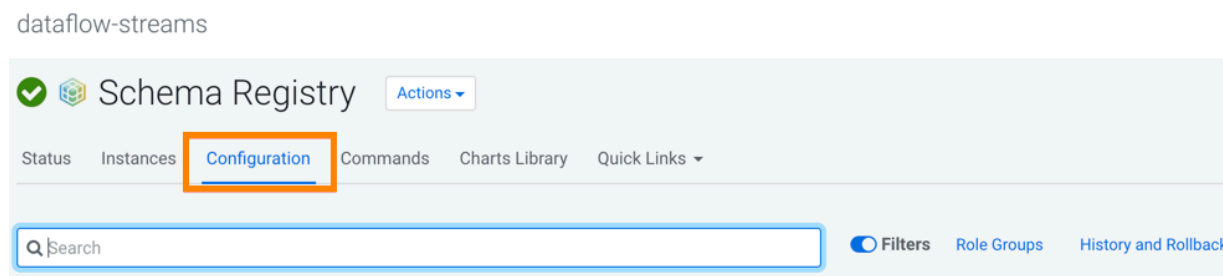 dataflow-streams
Schema Registry Actions
Status Instances Configuration Commands Charts Library Quick Links
Search Filters Role Groups History and Rollback